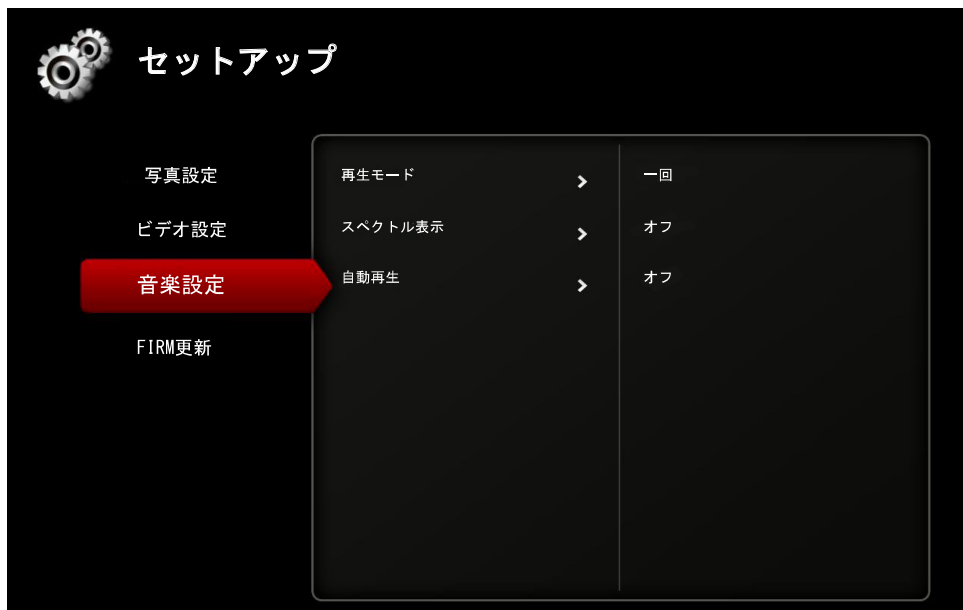 セットアップ
写真設定
ビデオ設定
音楽設定
FIRM更新
再生モード
一回
スペクトル表示
オフ
自動再生
オフ